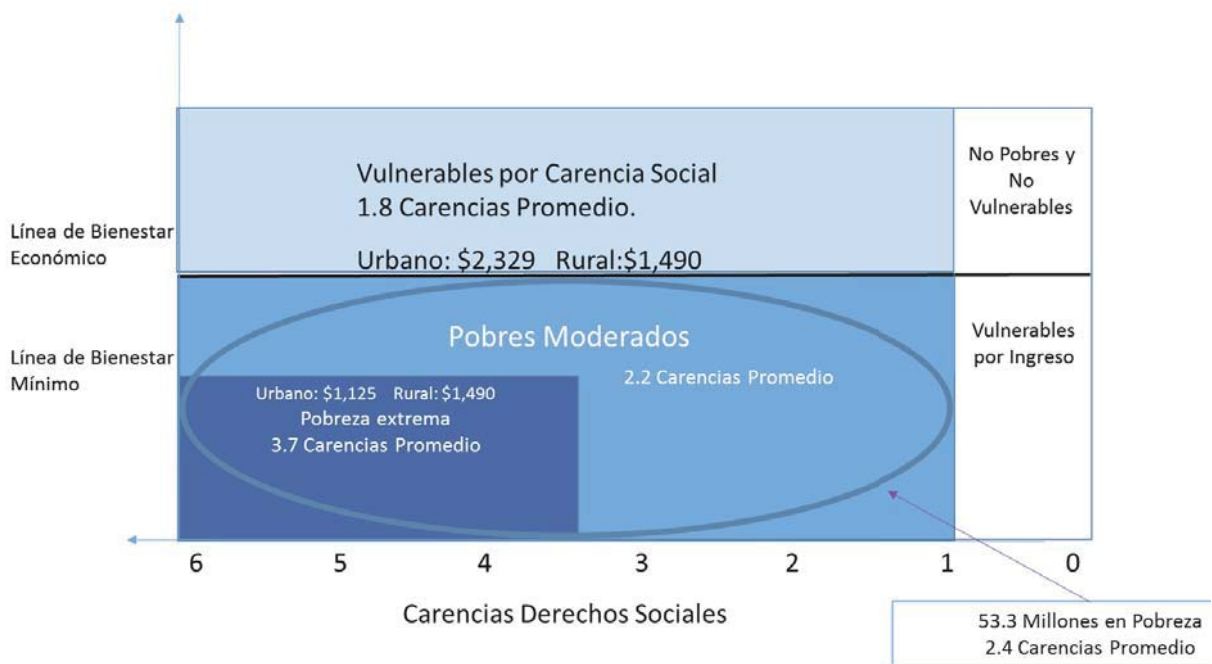 Vulnerables por Carencia Social
1.8 Carencias Promedio.
Urbano: $2,329 Rural:$1,490
No Pobres y
No
Vulnerables
Línea de Bienestar
Económico
Pobres Moderados
2.2 Carencias Promedio
Línea de Bienestar
Mínimo
Urbano: $1,125 Rural: $1,490
Pobreza extrema
3.7 Carencias Promedio
Vulnerables
por Ingreso
6 5 4 3 2 1 0
Carencias Derechos Sociales
53.3 Millones en Pobreza
2.4 Carencias Promedio